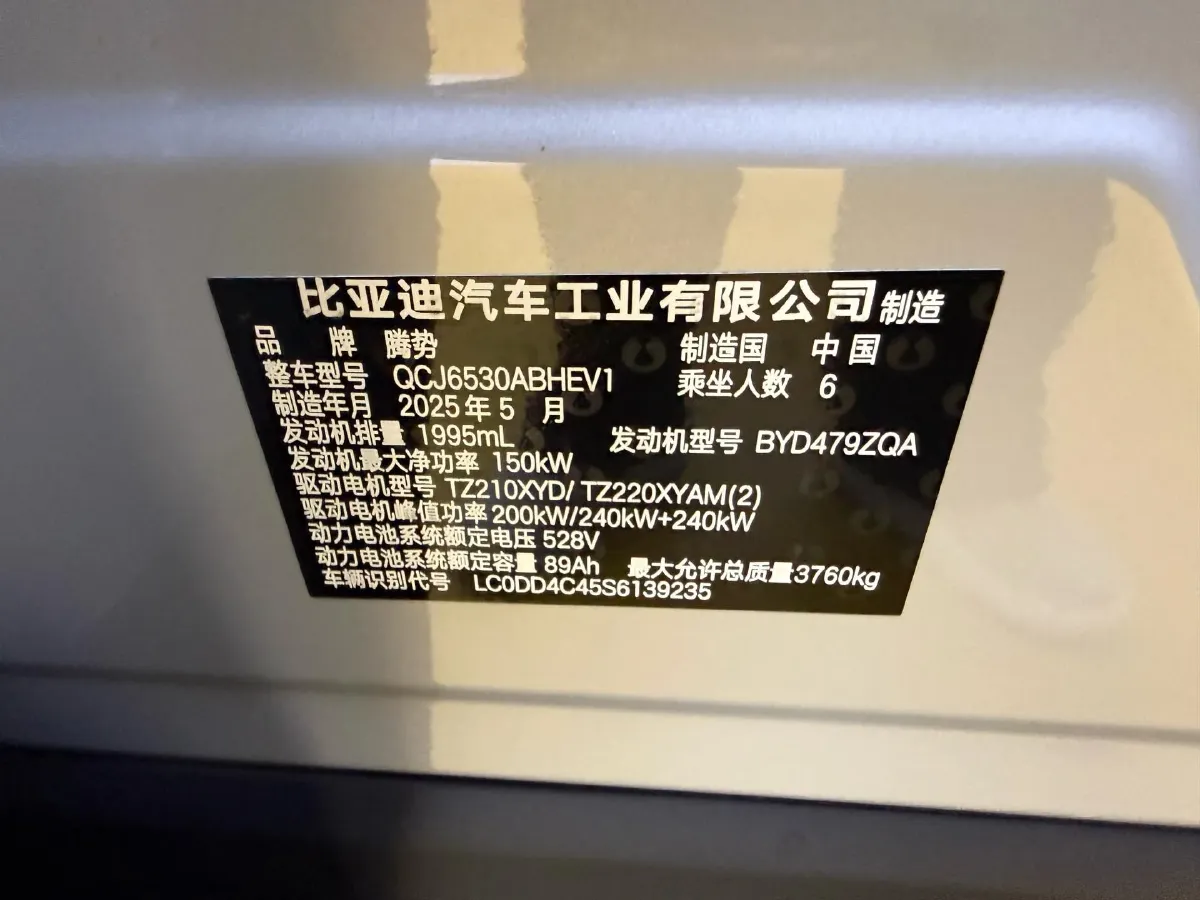 比亚迪汽车工业有限公司制造
品 牌 腾势 制造国 中国
整车型号 QCJ6530ABHEV1 乘坐人数 6
制造年月 2025年5 月
发动机排量 1995mL 发动机型号 BYD479ZQA
发动机最大净功率 150kW
驱动电机型号 TZ210XYD/ TZ220XYAM(2)
驱动电机峰值功率 200kW/240kW+240kW
动力电池系统额定电压 528V
动力电池系统额定容量 89Ah 最大允许总质量3760kg
车辆识别代号 LC0DD4C45S6139235